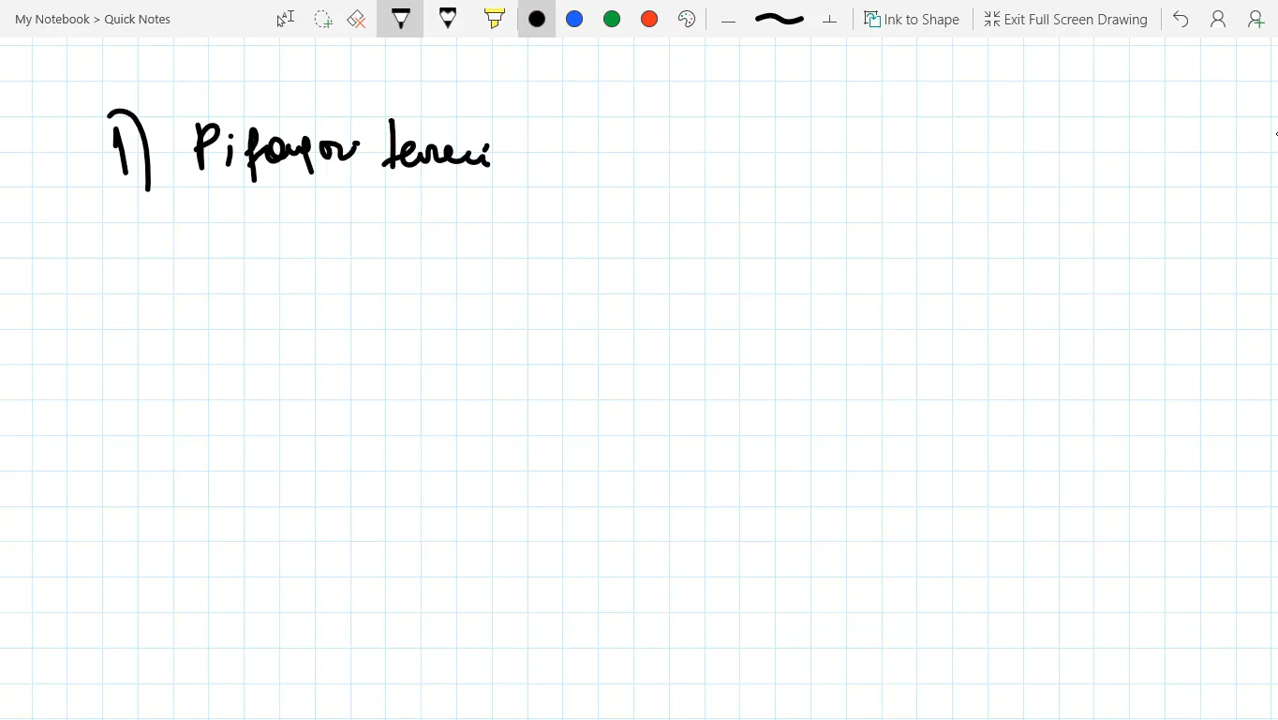 My Notebook > Quick Notes Ink to Shape Exit Full Screen Drawing
1) Pifagor